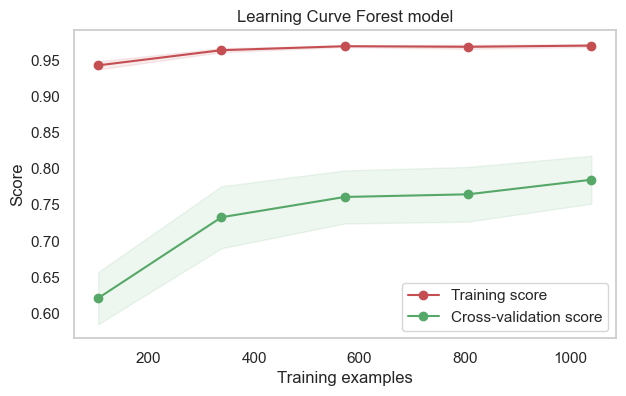 Learning Curve Forest model
Score
0.95
0.90
0.85
0.80
0.75
0.70
0.65
0.60
Training score
Cross-validation score
200 400 600 800 1000
Training examples